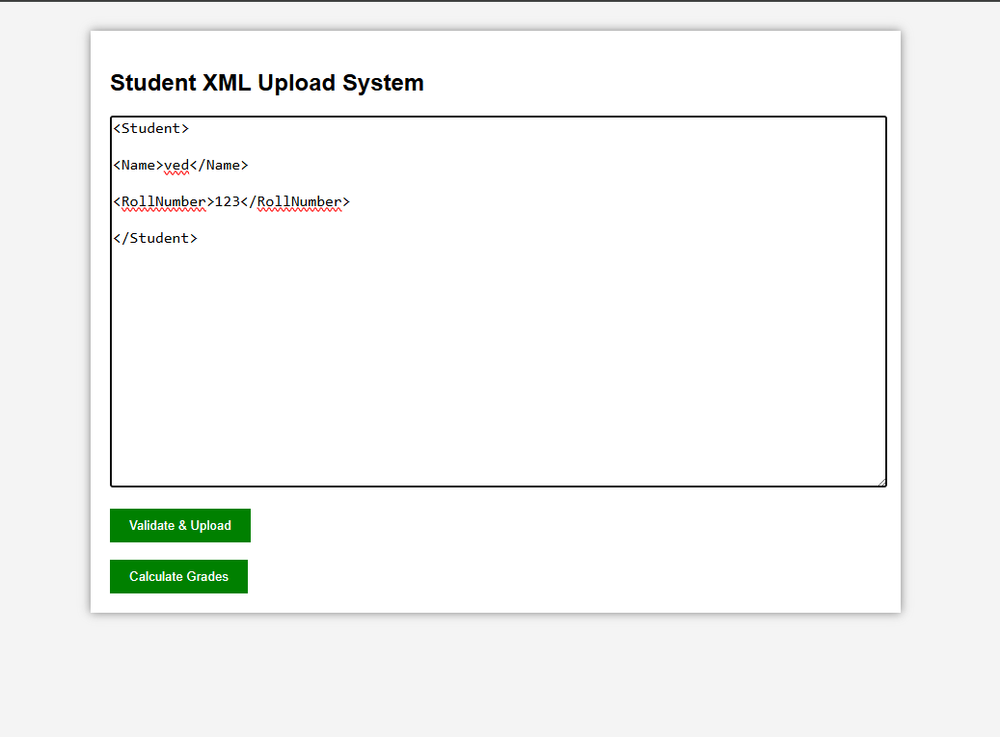 Student XML Upload System
<Student>
<Name>ved</Name>
<RollNumber>123</RollNumber>
</Student>
Validate & Upload
Calculate Grades